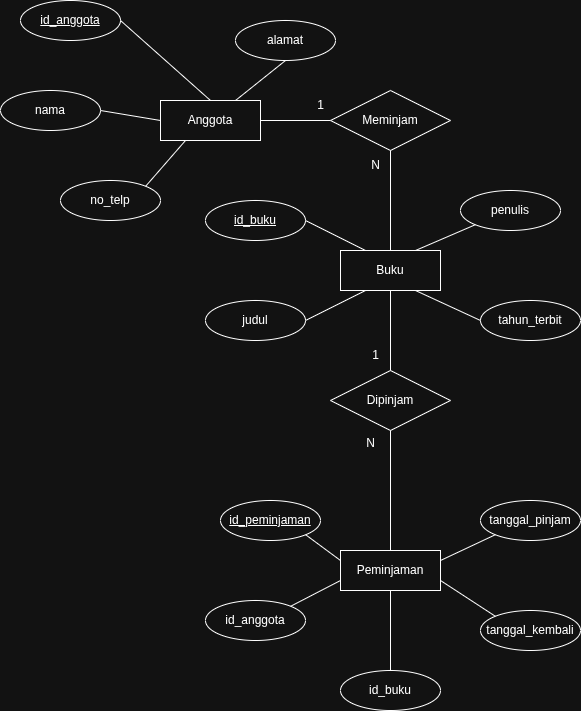 id_anggota
alamat
nama
Anggota
1
Meminjam
N
no_telp
id_buku
penulis
Buku
judul
tahun_terbit
1
Dipinjam
N
id_peminjaman
tanggal_pinjam
Peminjaman
id_anggota
tanggal_kembali
id_buku